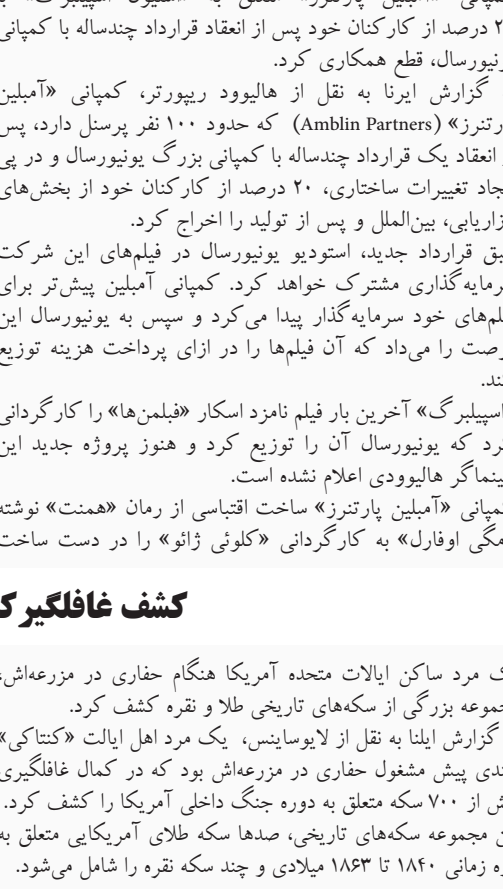 «آمبلین پارتنرز» متعلق به «استیون اسپیلبرگ»
درصد از کارکنان خود پس از انعقاد قرارداد چندساله با کمپانی
یونیورسال، قطع همکاری کرد.
گزارش ایرنا به نقل از هالیوود ریپورتر، کمپانی «آمبلین
پارتنرز» (Amblin Partners) که حدود ۱۰۰ نفر پرسنل دارد، پس
انعقاد یک قرارداد چندساله با کمپانی بزرگ یونیورسال و در پی
ایجاد تغییرات ساختاری، ۲۰ درصد از کارکنان خود از بخش‌های
بازاریابی، بین‌الملل و پس از تولید را اخراج کرد.
طبق قرارداد جدید، استودیو یونیورسال در فیلم‌های این شرکت
سرمایه‌گذاری مشترک خواهد کرد. کمپانی آمبلین پیش‌تر برای
فیلم‌های خود سرمایه‌گذار پیدا می‌کرد و سپس به یونیورسال این
فرصت را می‌داد که آن فیلم‌ها را در ازای پرداخت هزینه توزیع
کند.
«اسپیلبرگ» آخرین بار فیلم نامزد اسکار «فبلمن‌ها» را کارگردانی
کرد که یونیورسال آن را توزیع کرد و هنوز پروژه جدید این
سینماگر هالیوودی اعلام نشده است.
کمپانی «آمبلین پارتنرز» ساخت اقتباسی از رمان «همنت» نوشته
«مگی اوفارل» به کارگردانی «کلوئی ژائو» را در دست ساخت
کشف غافلگیر
یک مرد ساکن ایالات متحده آمریکا هنگام حفاری در مزرعه‌اش،
مجموعه بزرگی از سکه‌های تاریخی طلا و نقره کشف کرد.
گزارش ایلنا به نقل از لایوساینس، یک مرد اهل ایالت «کنتاکی»
چندی پیش مشغول حفاری در مزرعه‌اش بود که در کمال غافلگیری
بیش از ۷۰۰ سکه متعلق به دوره جنگ داخلی آمریکا را کشف کرد.
این مجموعه سکه‌های تاریخی، صدها سکه طلای آمریکایی متعلق به
زمانی ۱۸۴۰ تا ۱۸۶۳ میلادی و چند سکه نقره را شامل می‌شود.